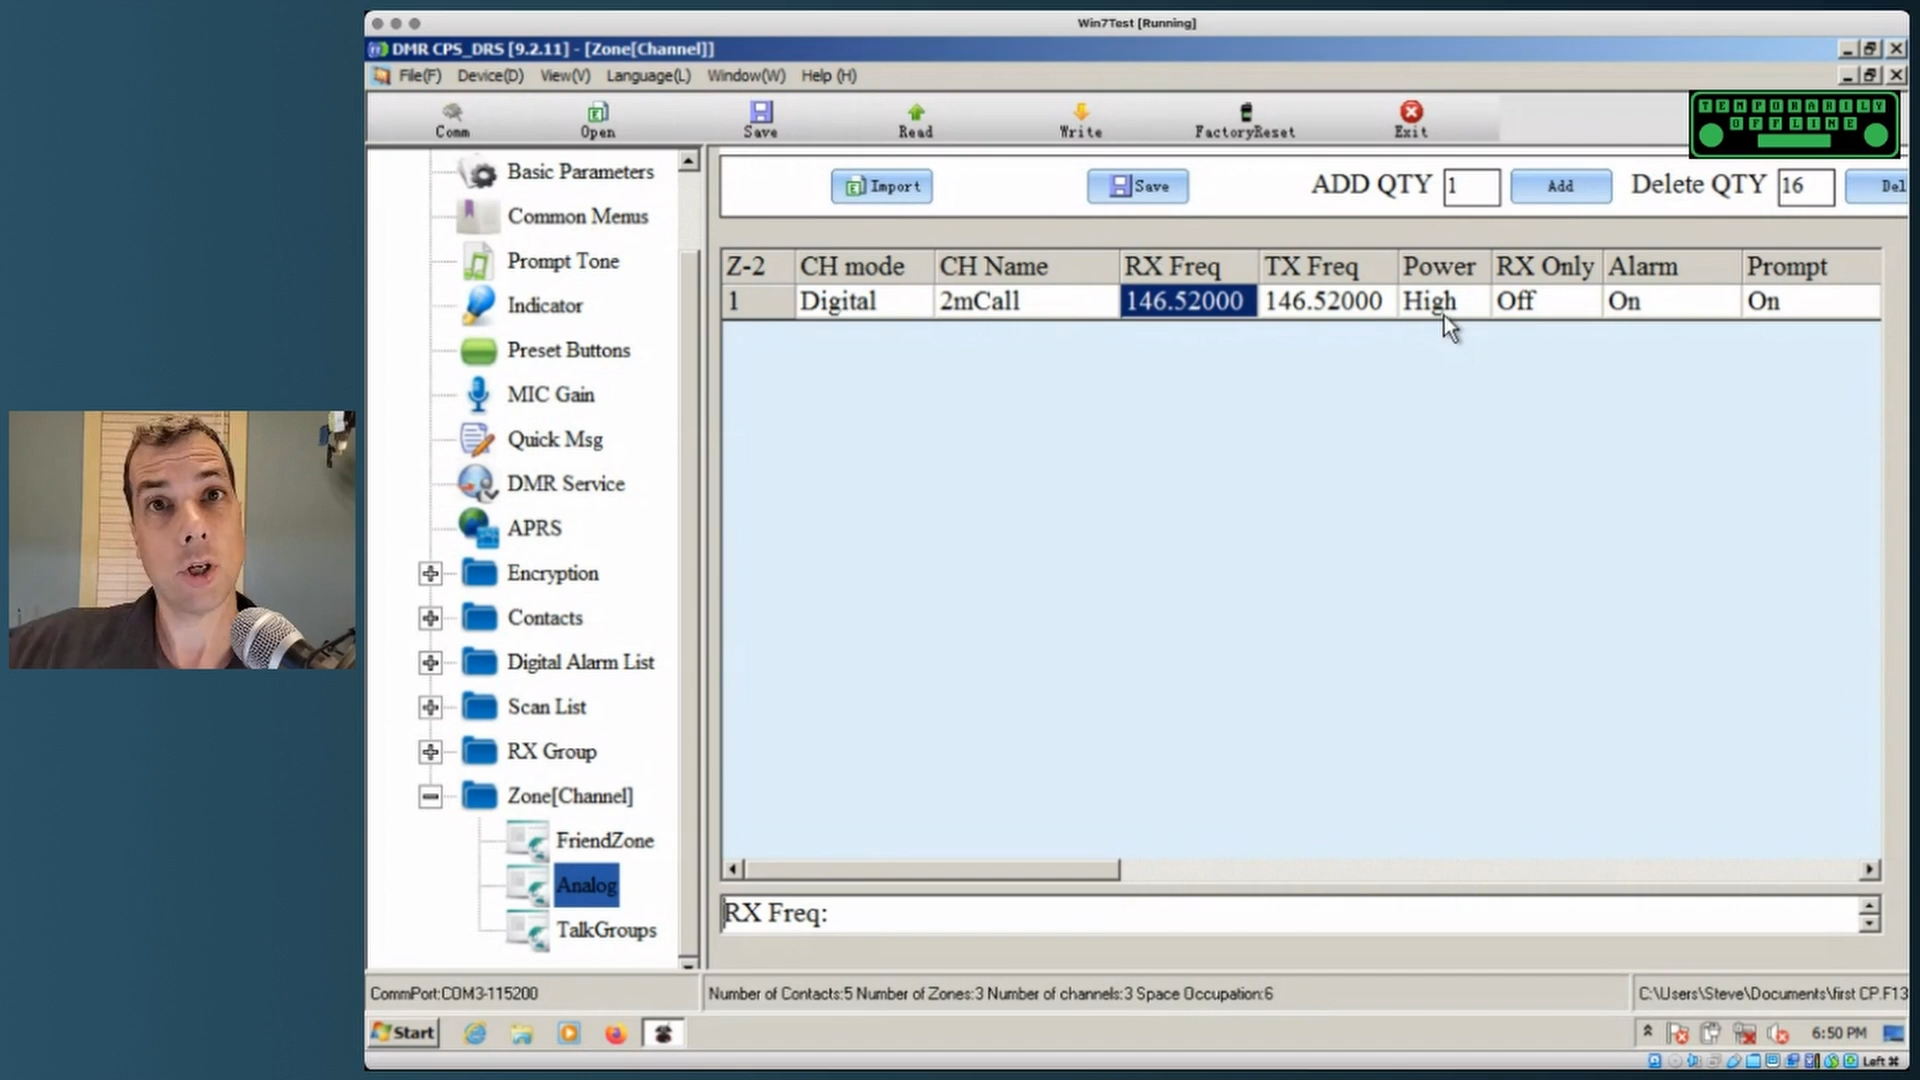 Win7Test [Running]
DMR CPS_DRS [9.2.11] - [Zone[Channel]]
File(F) Device(D) View(V) Language(L) Window(W) Help (H)
Comm Open Save Read Write FactoryReset Exit
TEMPORARILY
OFFLINE
Import Save ADD QTY 1 Add Delete QTY 16 Del
Basic Parameters
Common Menus
Prompt Tone
Indicator
Preset Buttons
MIC Gain
Quick Msg
DMR Service
APRS
Encryption
Contacts
Digital Alarm List
Scan List
RX Group
Zone[Channel]
FriendZone
Analog
TalkGroups
Z-2 CH mode CH Name RX Freq TX Freq Power RX Only Alarm Prompt
1 Digital 2mCall 146.52000 146.52000 High Off On On
RX Freq:
CommPort:COM3-115200 Number of Contacts:5 Number of Zones:3 Number of channels:3 Space Occupation:6 C:\Users\Steve\Documents\first CP.F13
Start 6:50 PM
Left ⌘